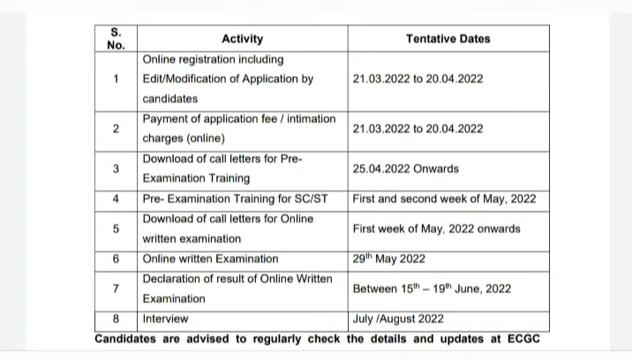 S. No. Activity Tentative Dates
1 Online registration including Edit/Modification of Application by candidates 21.03.2022 to 20.04.2022
2 Payment of application fee / intimation charges (online) 21.03.2022 to 20.04.2022
3 Download of call letters for Pre-Examination Training 25.04.2022 Onwards
4 Pre- Examination Training for SC/ST First and second week of May, 2022
5 Download of call letters for Online written examination First week of May, 2022 onwards
6 Online written Examination 29th May 2022
7 Declaration of result of Online Written Examination Between 15th – 19th June, 2022
8 Interview July /August 2022
Candidates are advised to regularly check the details and updates at ECGC